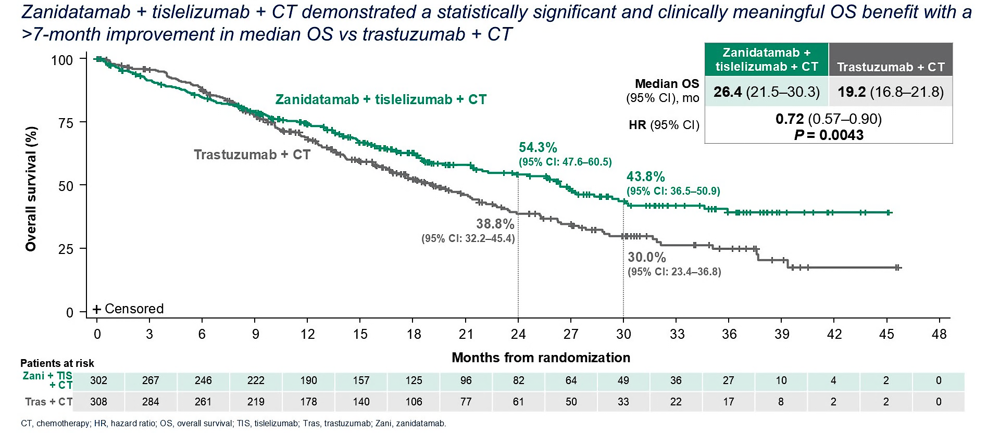 Zanidatamab + tislelizumab + CT demonstrated a statistically significant and clinically meaningful OS benefit with a
>7-month improvement in median OS vs trastuzumab + CT
Zanidatamab +
tislelizumab + CT
Trastuzumab + CT
Median OS
(95% CI), mo
26.4 (21.5–30.3)
19.2 (16.8–21.8)
HR (95% CI)
0.72 (0.57–0.90)
P = 0.0043
Overall survival (%)
100
75
50
25
0
Zanidatamab + tislelizumab + CT
Trastuzumab + CT
54.3%
(95% CI: 47.6–60.5)
43.8%
(95% CI: 36.5–50.9)
38.8%
(95% CI: 32.2–45.4)
30.0%
(95% CI: 23.4–36.8)
+ Censored
0 3 6 9 12 15 18 21 24 27 30 33 36 39 42 45 48
Months from randomization
Patients at risk
Zani + TIS
+ CT
302 267 246 222 190 157 125 96 82 64 49 36 27 10 4 2 0
Tras + CT 308 284 261 219 178 140 106 77 61 50 33 22 17 8 2 2 0
CT, chemotherapy; HR, hazard ratio; OS, overall survival; TIS, tislelizumab; Tras, trastuzumab; Zani, zanidatamab.